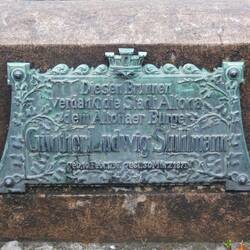 Diesen Brunnen
verdankt die Stadt Altona
dem Altonaer Bürger
Günther Ludwig Stuhlmann